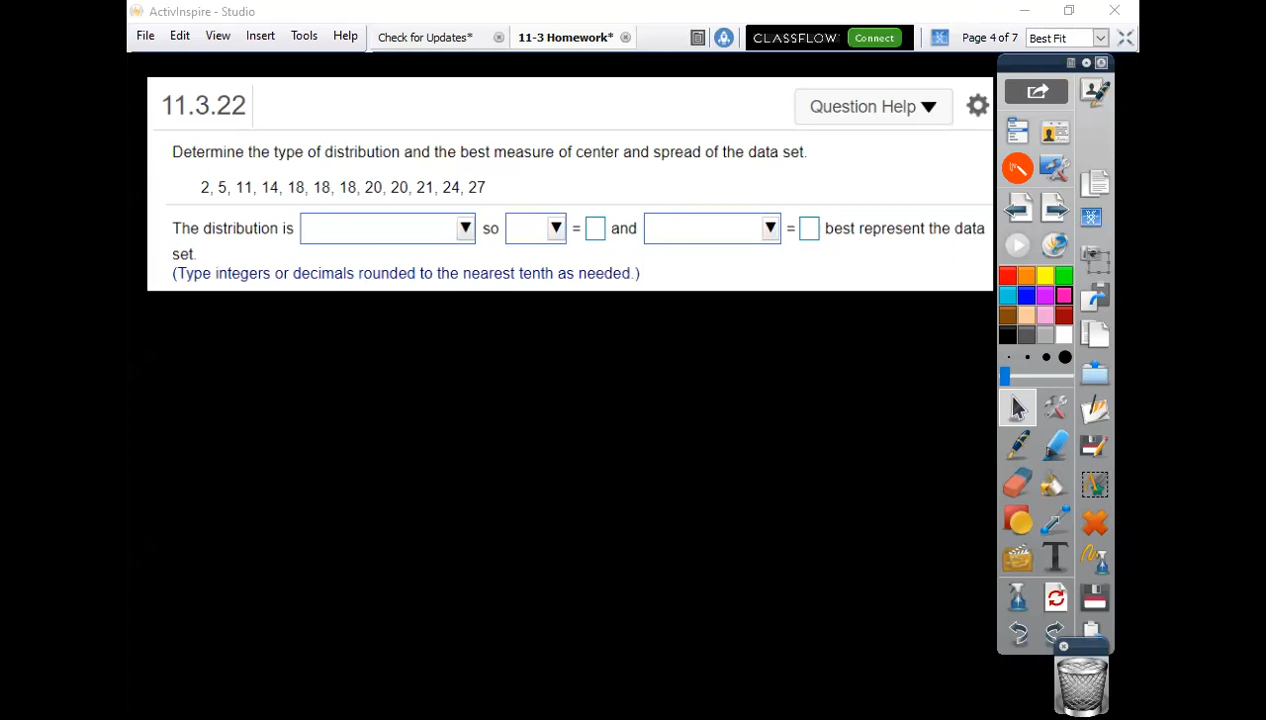 ActivInspire - Studio
File Edit View Insert Tools Help Check for Updates* 11-3 Homework* CLASSFLOW Connect Page 4 of 7 Best Fit
11.3.22 Question Help
Determine the type of distribution and the best measure of center and spread of the data set.
2, 5, 11, 14, 18, 18, 18, 20, 20, 21, 24, 27
The distribution is so = and = best represent the data
set.
(Type integers or decimals rounded to the nearest tenth as needed.)
T